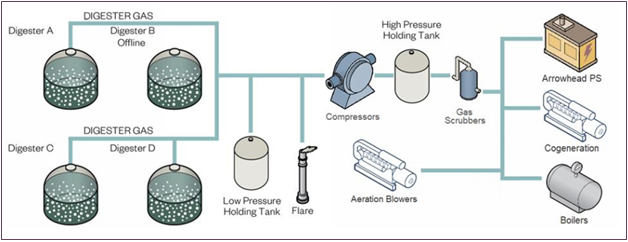 DIGESTER GAS
Digester A
Digester B
Offline
DIGESTER GAS
Digester C
Digester D
Low Pressure
Holding Tank
Flare
Compressors
High Pressure
Holding Tank
Gas
Scrubbers
Aeration Blowers
Arrowhead PS
Cogeneration
Boilers